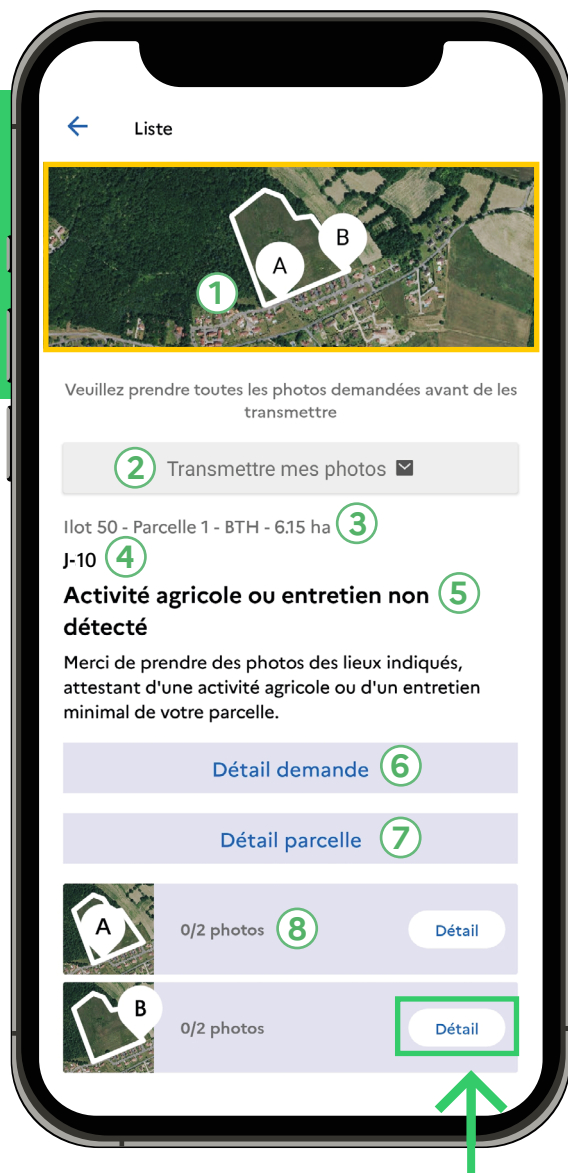 Liste
B
A
1
Veuillez prendre toutes les photos demandées avant de les
transmettre
2 Transmettre mes photos
Ilot 50 - Parcelle 1 - BTH - 6.15 ha 3
J-10 4
Activité agricole ou entretien non 5
détecté
Merci de prendre des photos des lieux indiqués,
attestant d'une activité agricole ou d'un entretien
minimal de votre parcelle.
Détail demande 6
Détail parcelle 7
A 0/2 photos 8 Détail
B 0/2 photos Détail